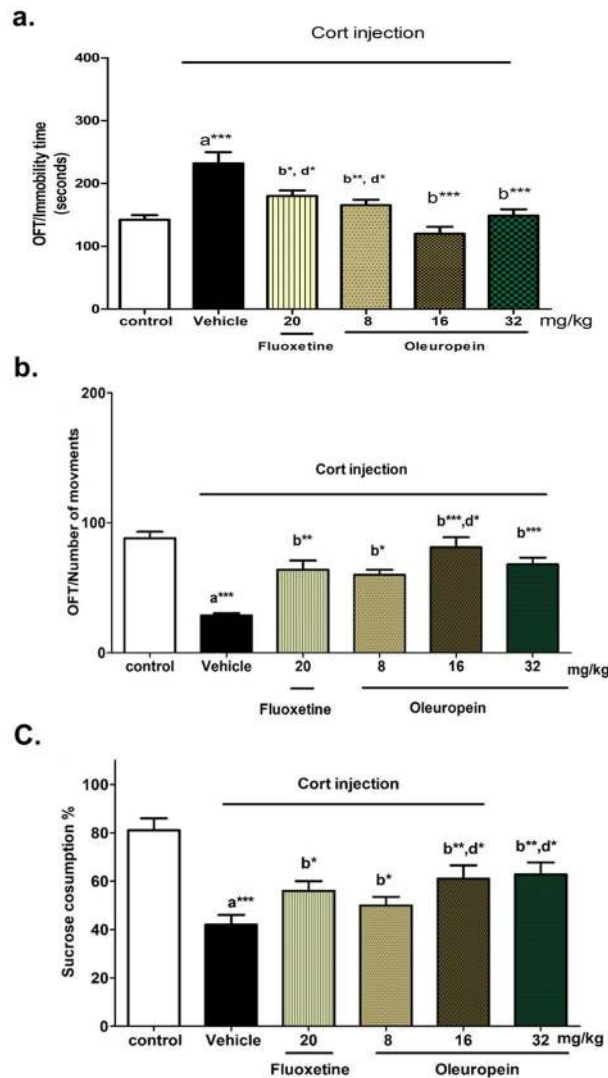 a.
Cort injection
400
300
200
100
0
OFT/Immobility time
(seconds)
a***
b*, d*
b**, d*
b***
b***
control Vehicle 20 8 16 32 mg/kg
Fluoxetine Oleuropein
b.
200
100
0
OFT/Number of movments
Cort injection
a***
b**
b*
b***,d*
b***
control Vehicle 20 8 16 32 mg/kg
Fluoxetine Oleuropein
C.
100
80
60
40
20
0
Sucrose cosumption %
Cort injection
a***
b*
b*
b**,d*
b**,d*
control Vehicle 20 8 16 32 mg/kg
Fluoxetine Oleuropein